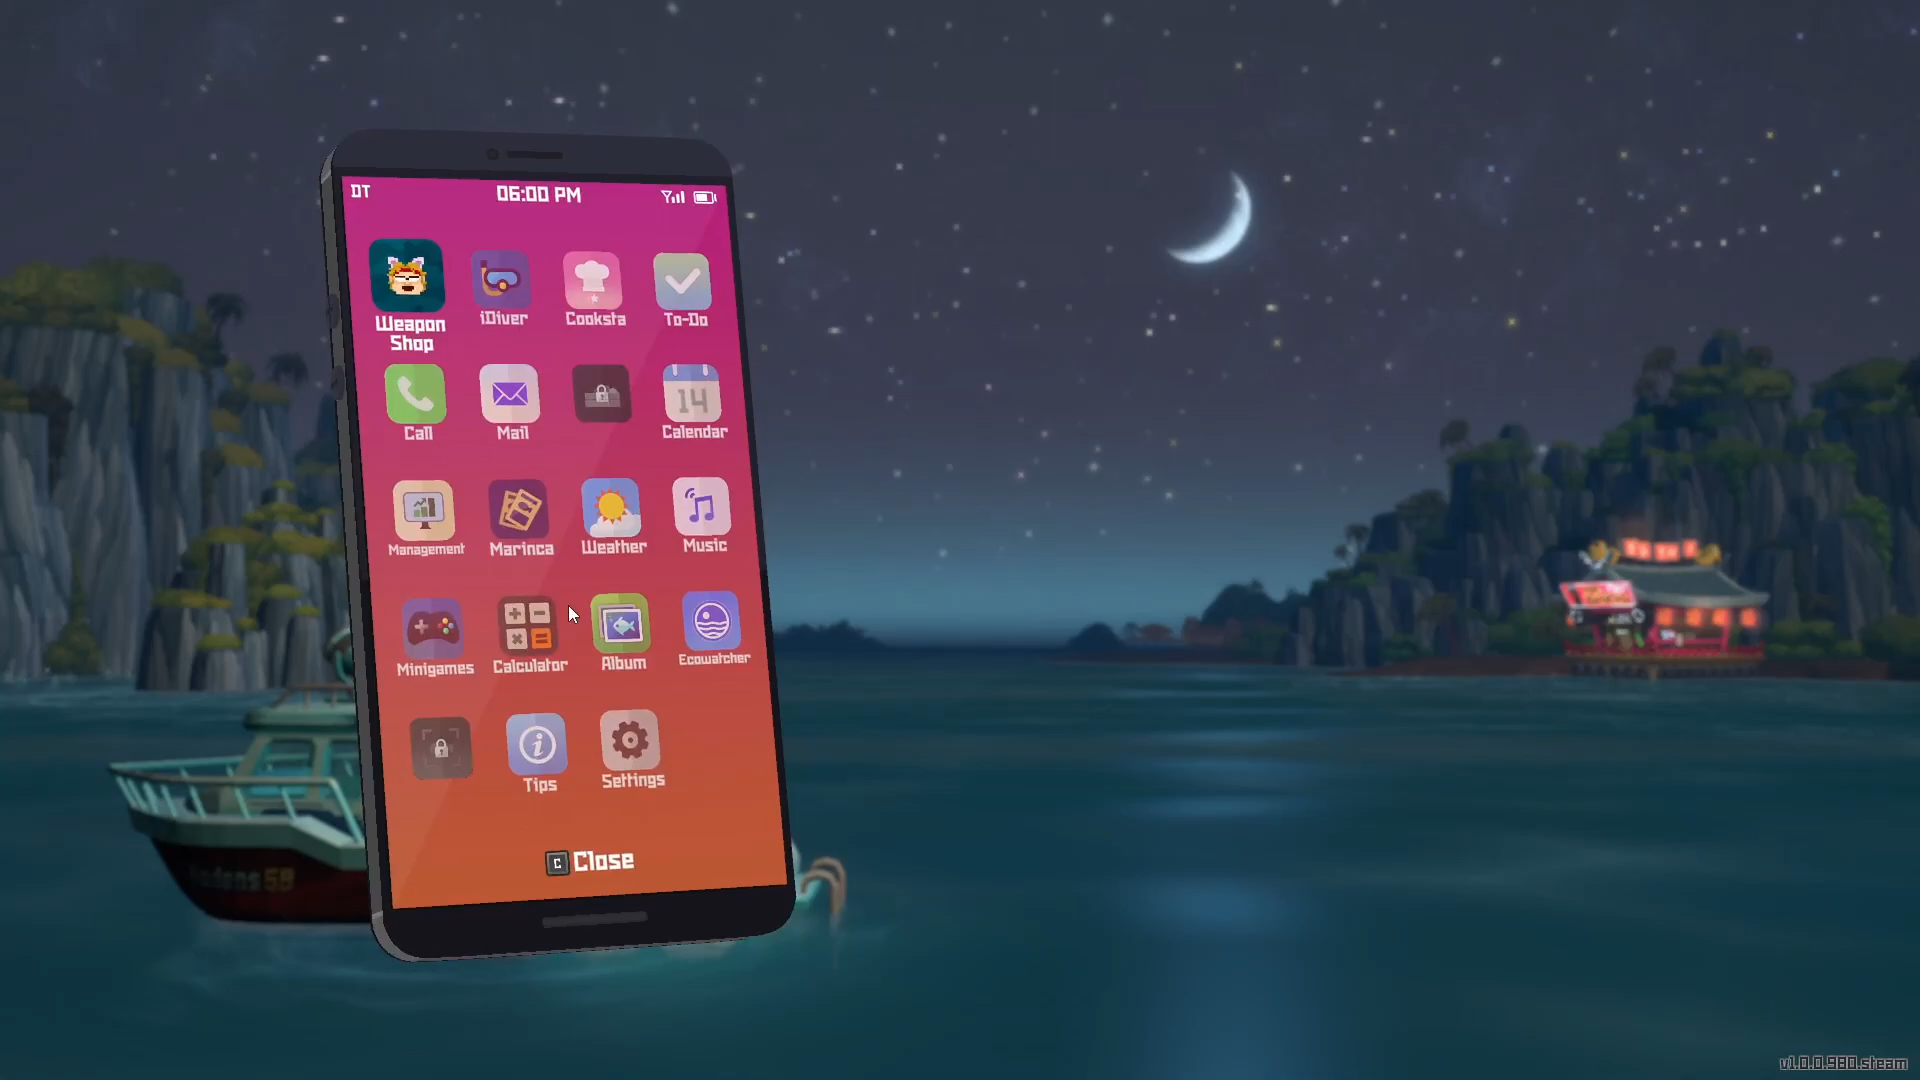 DT
06:00 PM
Weapon
Shop
iDiver
Cooksta
To-Do
Call
Mail
14
Calendar
Management
Marinca
Weather
Music
Minigames
Calculator
Album
Ecowatcher
Tips
Settings
C Close
58
v1.0.0.980.steam